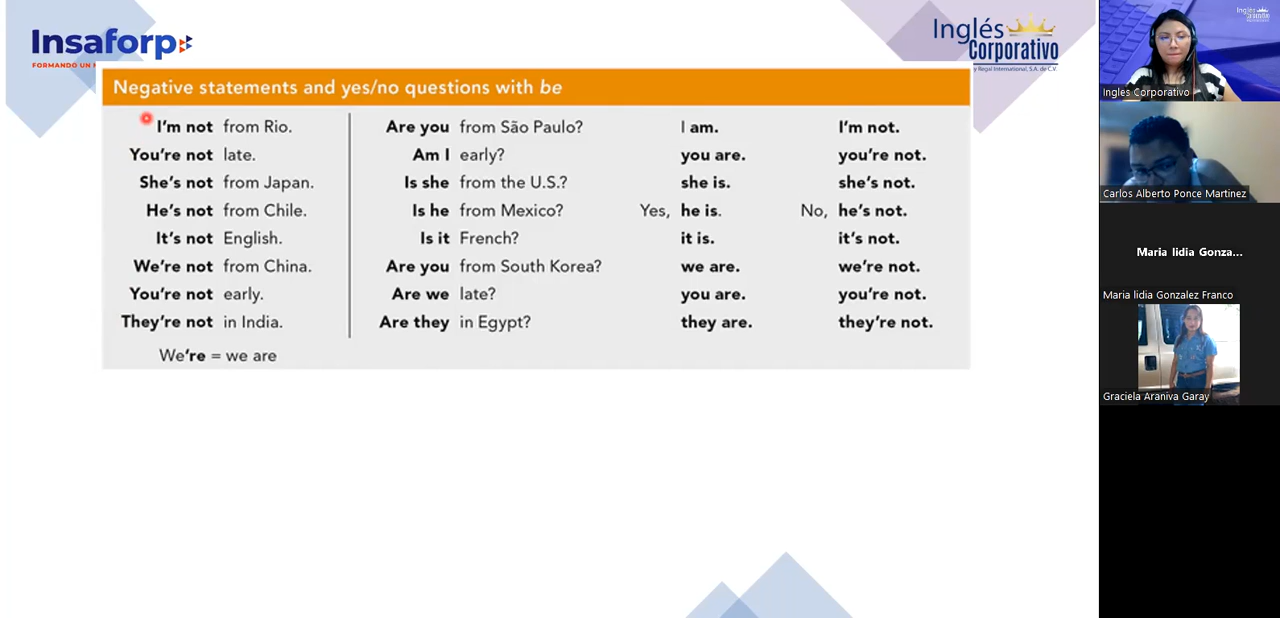 Insaforp
Inglés
Corporativo
Negative statements and yes/no questions with be
I'm not from Rio. Are you from São Paulo? I am. I'm not.
You're not late. Am I early? you are. you're not.
She's not from Japan. Is she from the U.S.? she is. she's not.
He's not from Chile. Is he from Mexico? Yes, he is. No, he's not.
It's not English. Is it French? it is. it's not.
We're not from China. Are you from South Korea? we are. we're not.
You're not early. Are we late? you are. you're not.
They're not in India. Are they in Egypt? they are. they're not.
We're = we are
Ingles Corporativo
Carlos Alberto Ponce Martinez
Maria lidia Gonza...
Maria lidia Gonzalez Franco
Graciela Araniva Garay